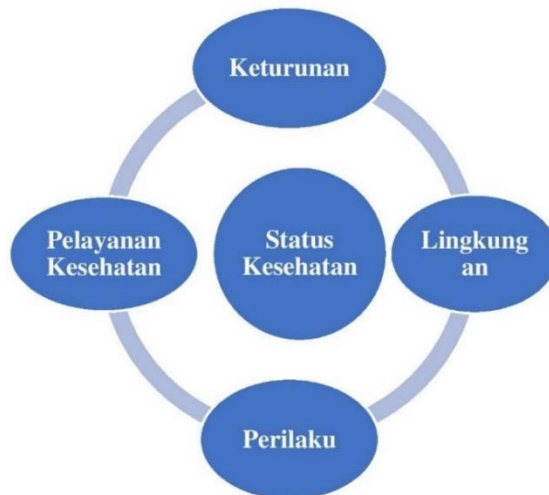 Keturunan
Pelayanan
Kesehatan
Status
Kesehatan
Lingkung
an
Perilaku